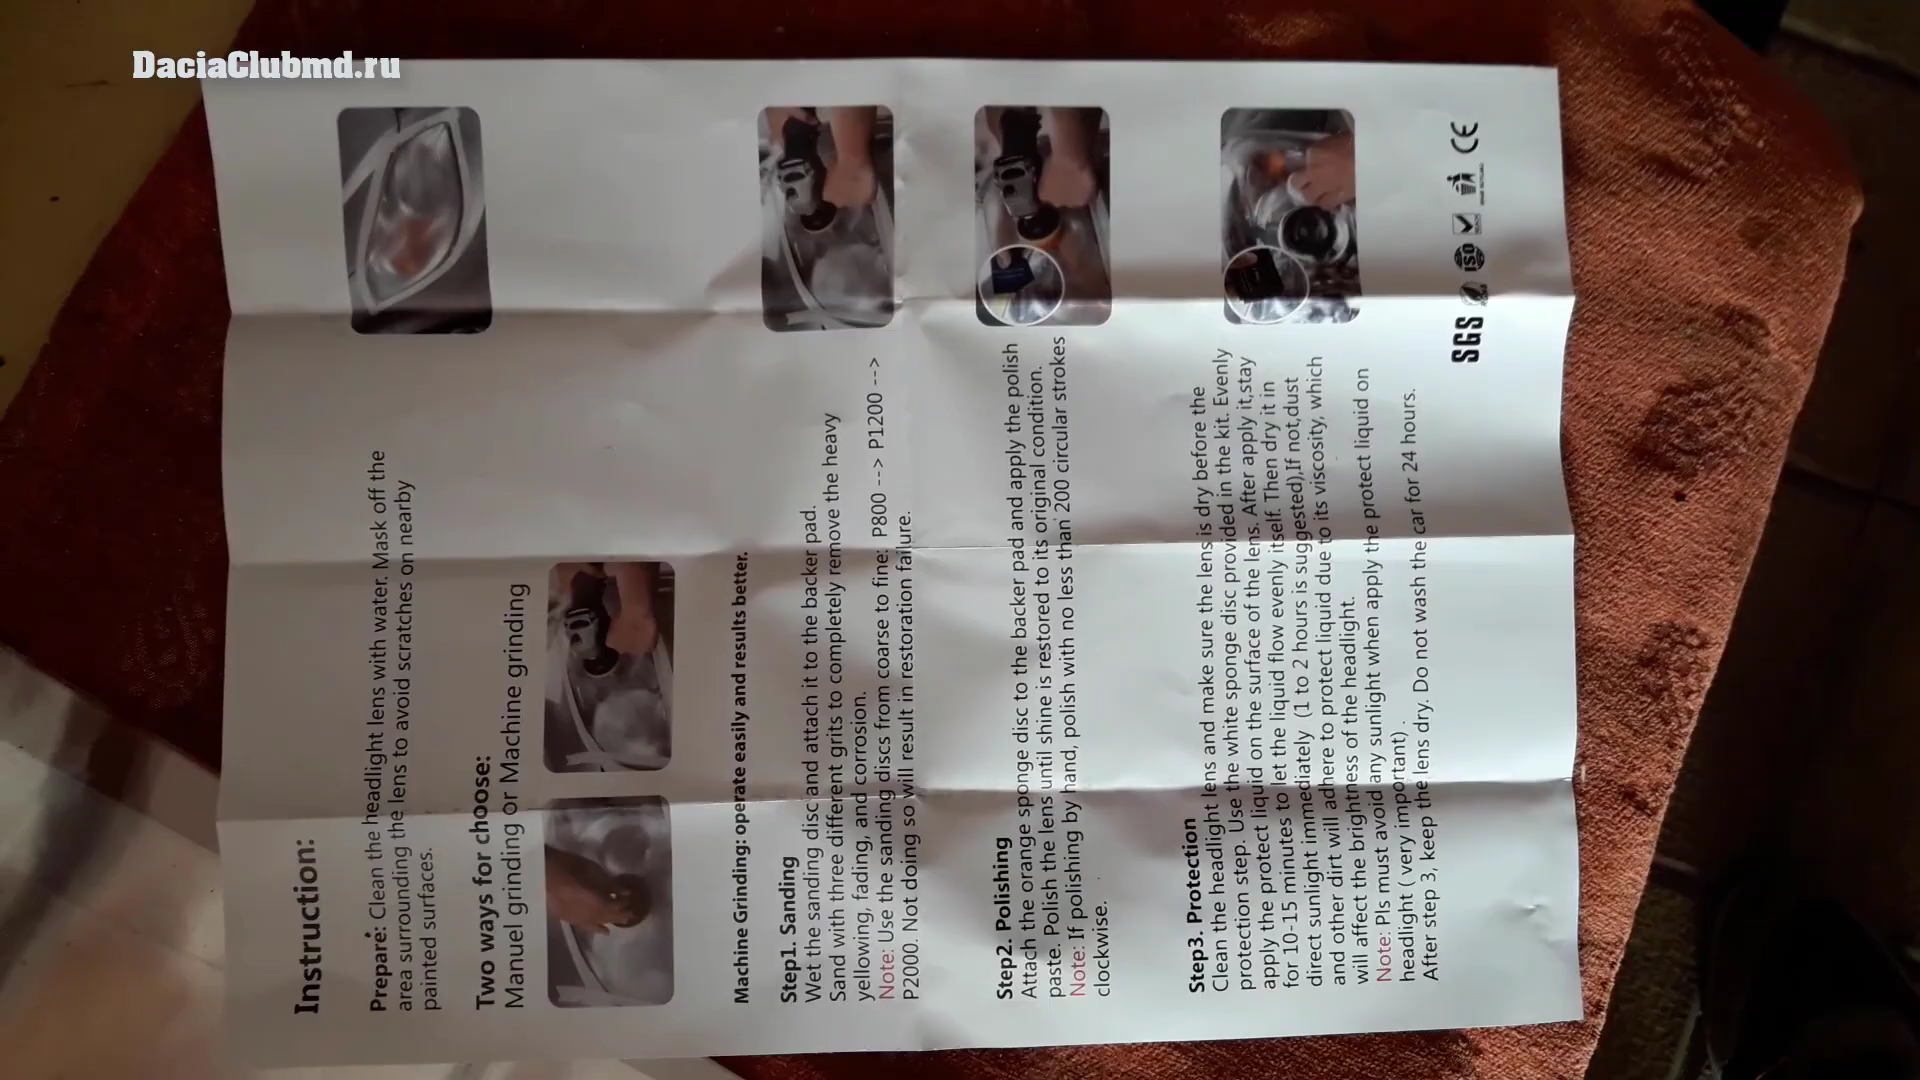 DaciaClubmd.ru
Instruction:
Prepare: Clean the headlight lens with water. Mask off the
area surrounding the lens to avoid scratches on nearby
painted surfaces.
Two ways for choose:
Manuel grinding or Machine grinding
Machine Grinding: operate easily and results better.
Step1. Sanding
Wet the sanding disc and attach it to the backer pad.
Sand with three different grits to completely remove the heavy
yellowing, fading, and corrosion.
Note: Use the sanding discs from coarse to fine: P800 --> P1200 -->
P2000. Not doing so will result in restoration failure.
Step2. Polishing
Attach the orange sponge disc to the backer pad and apply the polish
paste. Polish the lens until shine is restored to its original condition.
Note: If polishing by hand, polish with no less than 200 circular strokes
clockwise.
Step3. Protection
Clean the headlight lens and make sure the lens is dry before the
protection step. Use the white sponge disc provided in the kit. Evenly
apply the protect liquid on the surface of the lens. After apply it,stay
for 10-15 minutes to let the liquid flow evenly itself. Then dry it in
direct sunlight immediately (1 to 2 hours is suggested),If not,dust
and other dirt will adhere to protect liquid due to its viscosity, which
will affect the brightness of the headlight.
Note: Pls must avoid any sunlight when apply the protect liquid on
headlight ( very important) .
After step 3, keep the lens dry. Do not wash the car for 24 hours.
SGS ISO CE